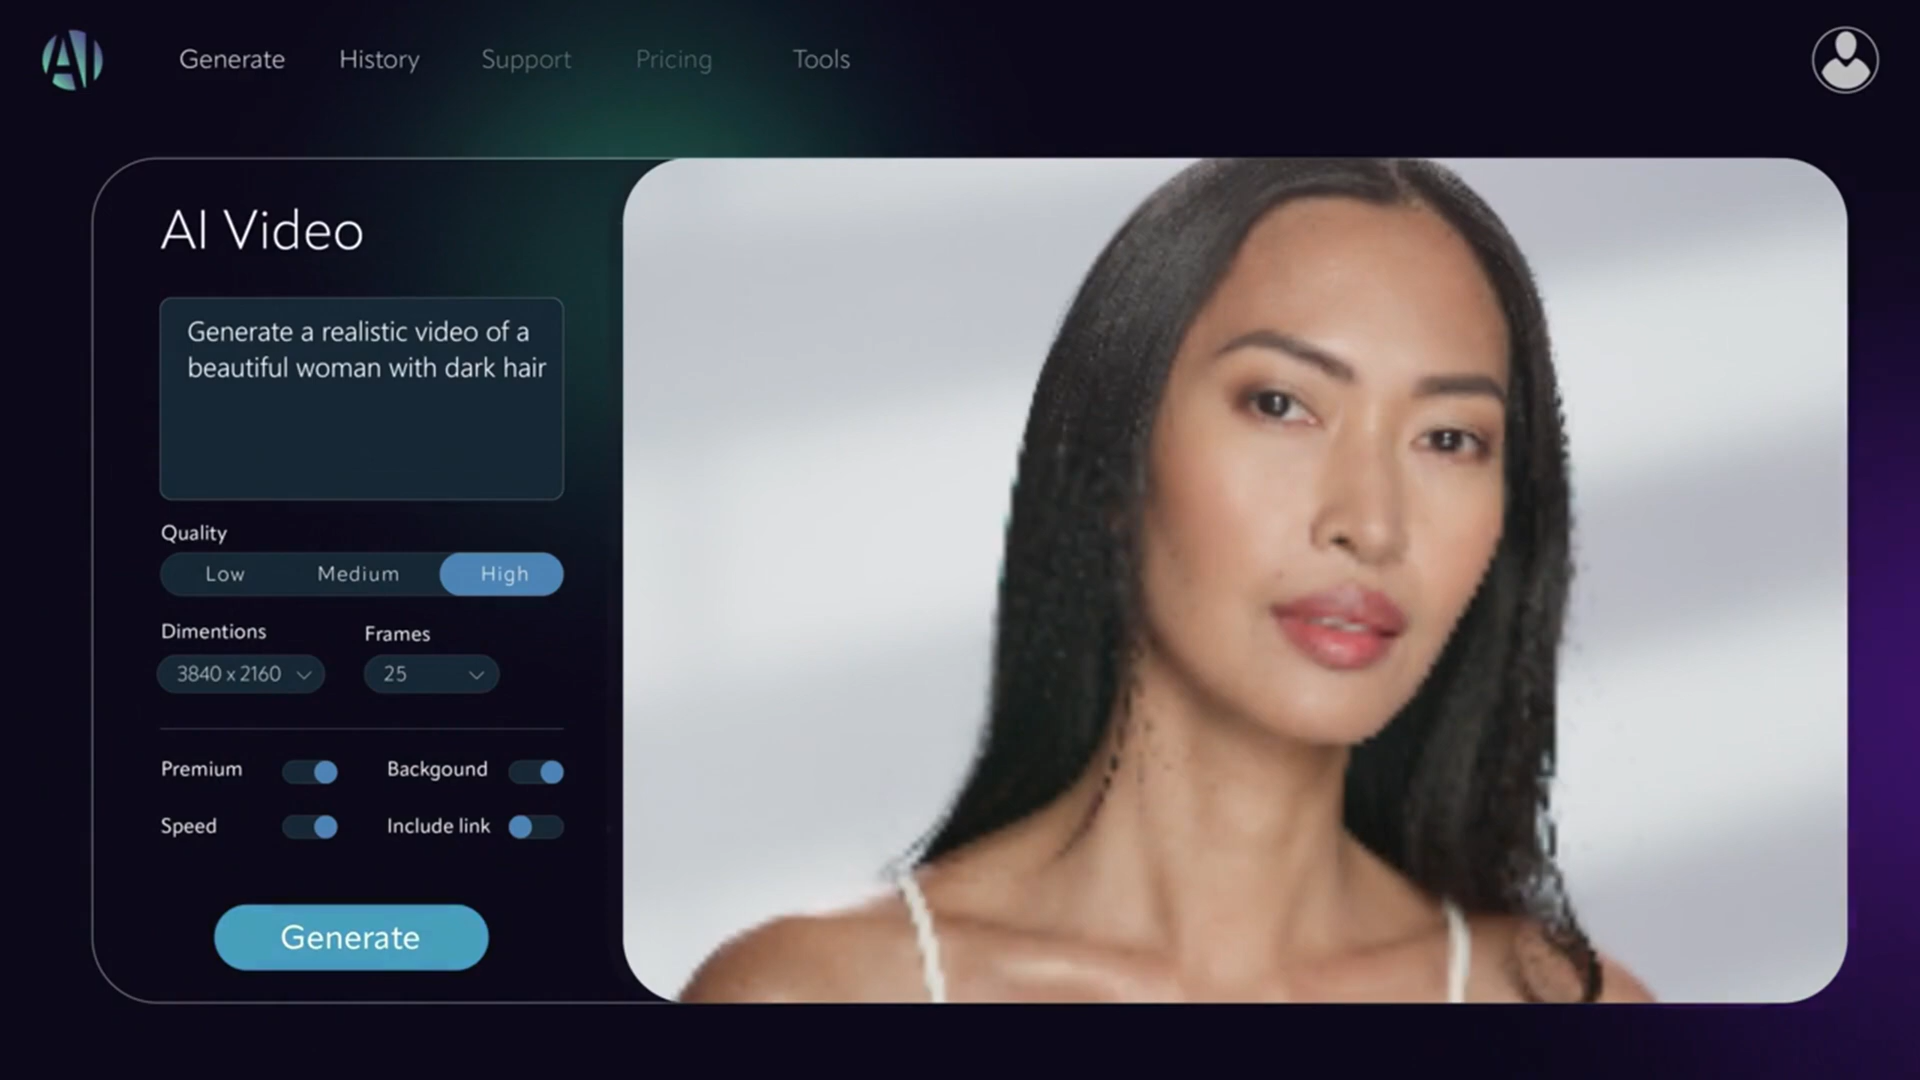 AI
Generate
History
Support
Pricing
Tools
AI Video
Generate a realistic video of a
beautiful woman with dark hair
Quality
Low
Medium
High
Dimentions
Frames
3840 x 2160
25
Premium
Backgound
Speed
Include link
Generate